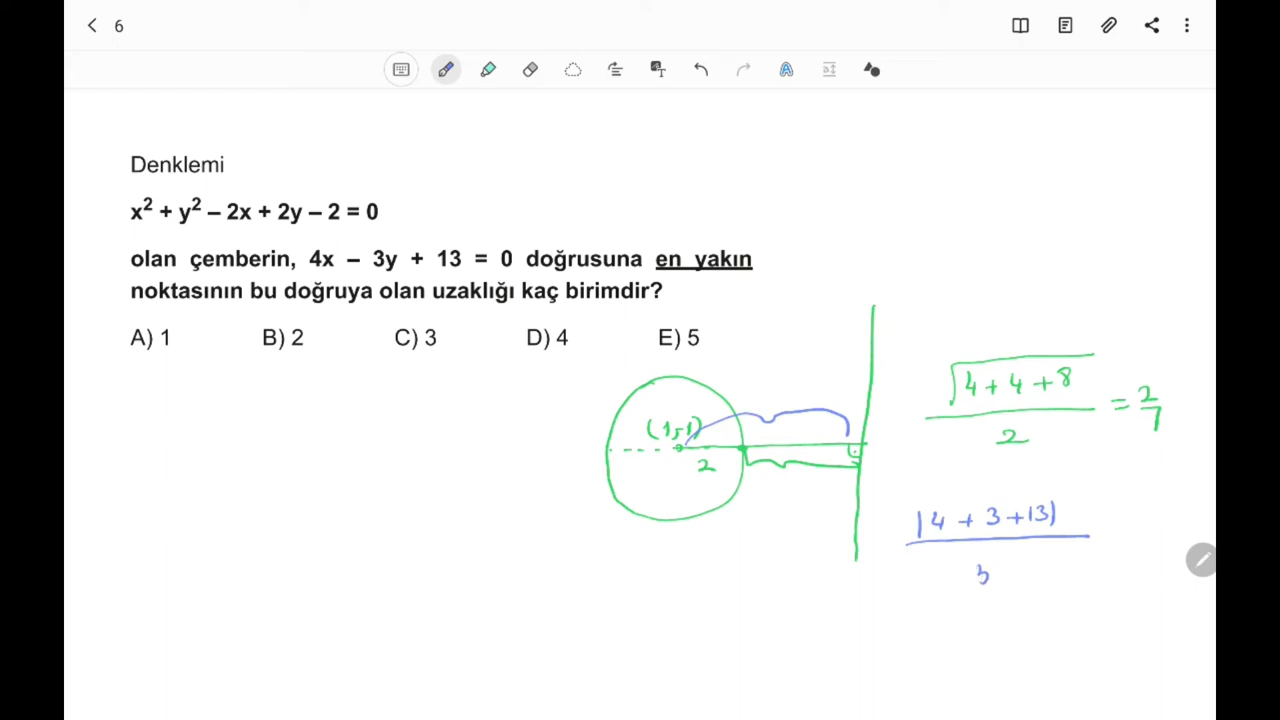 6
Denklemi
x² + y² – 2x + 2y – 2 = 0
olan çemberin, 4x – 3y + 13 = 0 doğrusuna en yakın
noktasının bu doğruya olan uzaklığı kaç birimdir?
A) 1 B) 2 C) 3 D) 4 E) 5
√4 + 4 + 8
2
= 2
(1,-1)
2
|4 + 3 + 13|
5